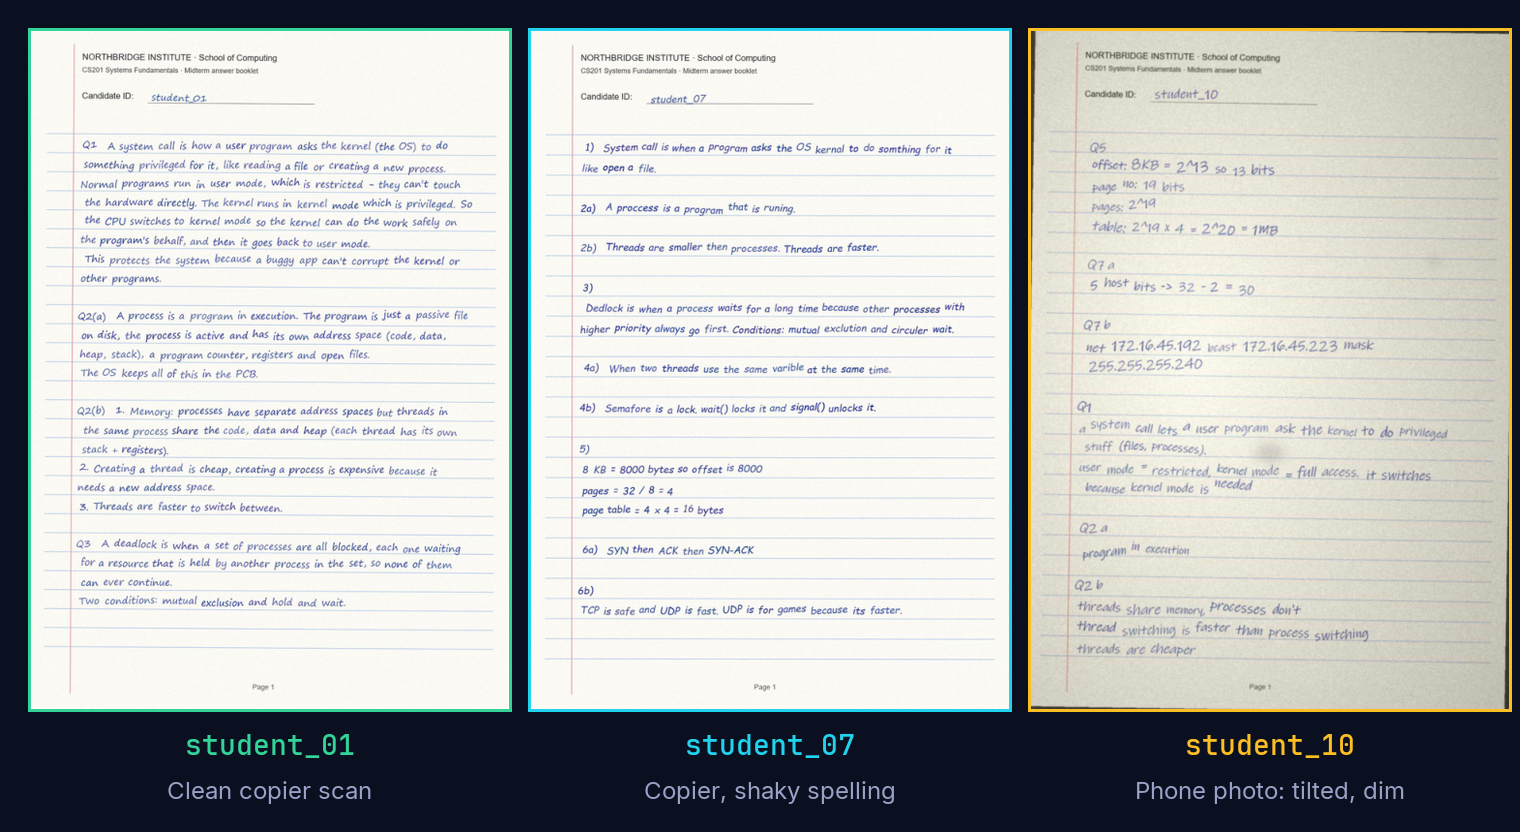 NORTHBRIDGE INSTITUTE · School of Computing
CS201 Systems Fundamentals · Midterm answer booklet
Candidate ID: student_01
Q1 A system call is how a user program asks the kernel (the OS) to do
something privileged for it, like reading a file or creating a new process.
Normal programs run in user mode, which is restricted - they can't touch
the hardware directly. The kernel runs in kernel mode which is privileged. So
the CPU switches to kernel mode so the kernel can do the work safely on
the program's behalf, and then it goes back to user mode.
This protects the system because a buggy app can't corrupt the kernel or
other programs.
Q2(a) A process is a program in execution. The program is just a passive file
on disk, the process is active and has its own address space (code, data,
heap, stack), a program counter, registers and open files.
The OS keeps all of this in the PCB.
Q2(b) 1. Memory: processes have separate address spaces but threads in
the same process share the code, data and heap (each thread has its own
stack + registers).
2. Creating a thread is cheap, creating a process is expensive because it
needs a new address space.
3. Threads are faster to switch between.
Q3 A deadlock is when a set of processes are all blocked, each one waiting
for a resource that is held by another process in the set, so none of them
can ever continue.
Two conditions: mutual exclusion and hold and wait.
Page 1
student_01
Clean copier scan
NORTHBRIDGE INSTITUTE · School of Computing
CS201 Systems Fundamentals · Midterm answer booklet
Candidate ID: student_07
1) System call is when a program asks the OS kernal to do somthing for it
like open a file.
2a) A proccess is a program that is runing.
2b) Threads are smaller then processes. Threads are faster.
3)
Dedlock is when a process waits for a long time because other processes with
higher priority always go first. Conditions: mutual exclution and circuler wait.
4a) When two threads use the same varible at the same time.
4b) Semafore is a lock. wait() locks it and signal() unlocks it.
5)
8 KB = 8000 bytes so offset is 8000
pages = 32 / 8 = 4
page table = 4 x 4 = 16 bytes
6a) SYN then ACK then SYN-ACK
6b)
TCP is safe and UDP is fast. UDP is for games because its faster.
Page 1
student_07
Copier, shaky spelling
NORTHBRIDGE INSTITUTE · School of Computing
CS201 Systems Fundamentals · Midterm answer booklet
Candidate ID: student_10
Q5
offset: 8KB = 2^13 so 13 bits
page no: 19 bits
pages: 2^19
table: 2^19 x 4 = 2^20 = 1MB
Q7 a
5 host bits -> 32 - 2 = 30
Q7 b
net 172.16.45.192 bcast 172.16.45.223 mask
255.255.255.240
Q1
a system call lets a user program ask the kernel to do privileged
stuff (files, processes).
user mode = restricted, kernel mode = full access. it switches
because kernel mode is needed
Q2 a
program in execution
Q2 b
threads share memory, processes don't
thread switching is faster than process switching
threads are cheaper
Page 1
student_10
Phone photo: tilted, dim